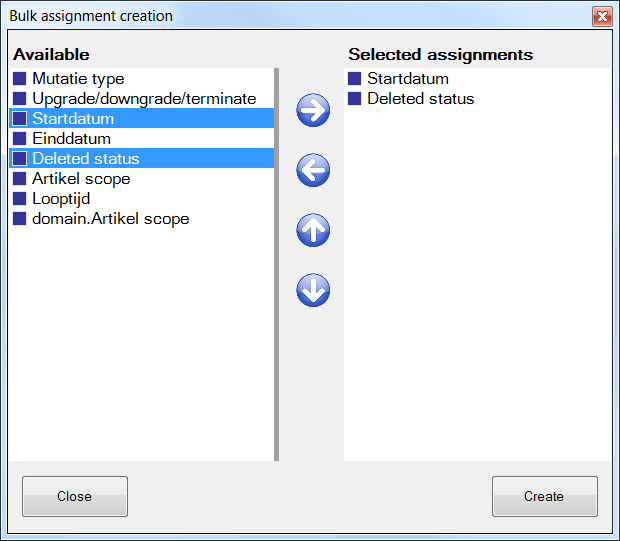 Bulk assignment creation
Available
Mutatie type
Upgrade/downgrade/terminate
Startdatum
Einddatum
Deleted status
Artikel scope
Looptijd
domain.Artikel scope
Selected assignments
Startdatum
Deleted status
Close
Create